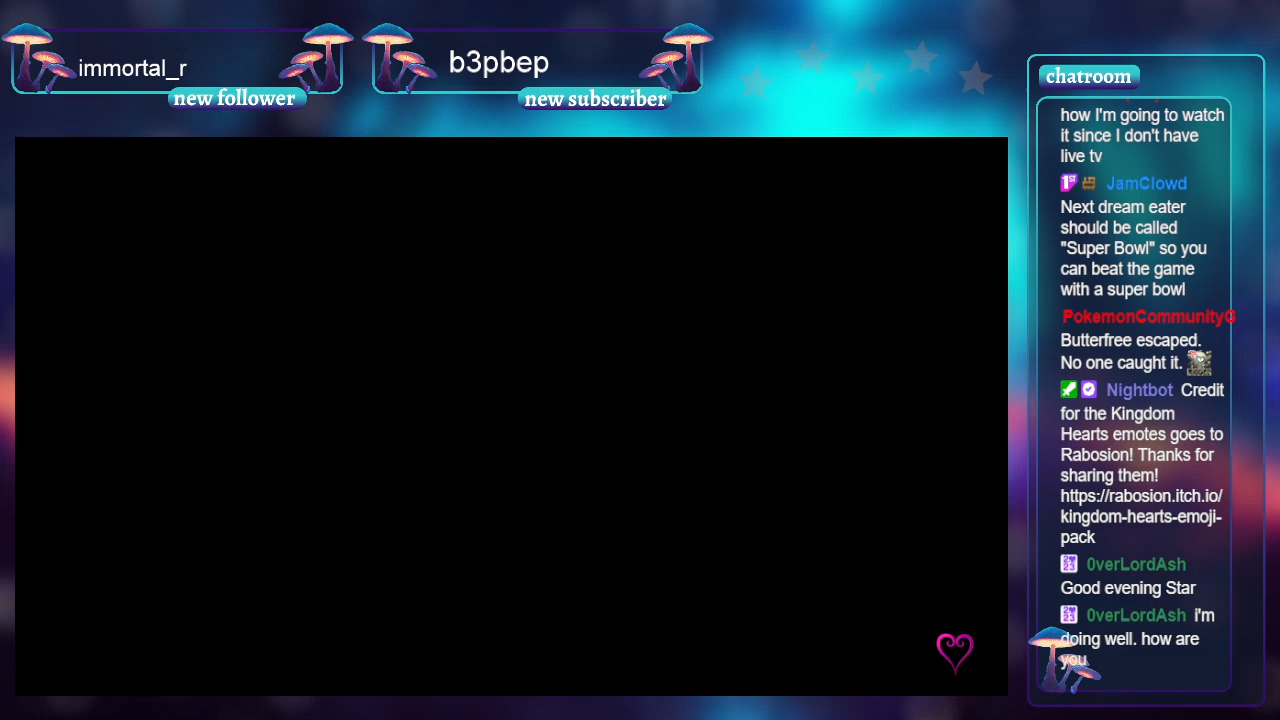 immortal_r
new follower
b3pbep
new subscriber
chatroom
how I'm going to watch
it since I don't have
live tv
1ST JamClowd
Next dream eater
should be called
"Super Bowl" so you
can beat the game
with a super bowl
PokemonCommunityG
Butterfree escaped.
No one caught it.
Nightbot Credit
for the Kingdom
Hearts emotes goes to
Rabosion! Thanks for
sharing them!
https://rabosion.itch.io/
kingdom-hearts-emoji-
pack
0verLordAsh
Good evening Star
0verLordAsh i'm
doing well. how are
you